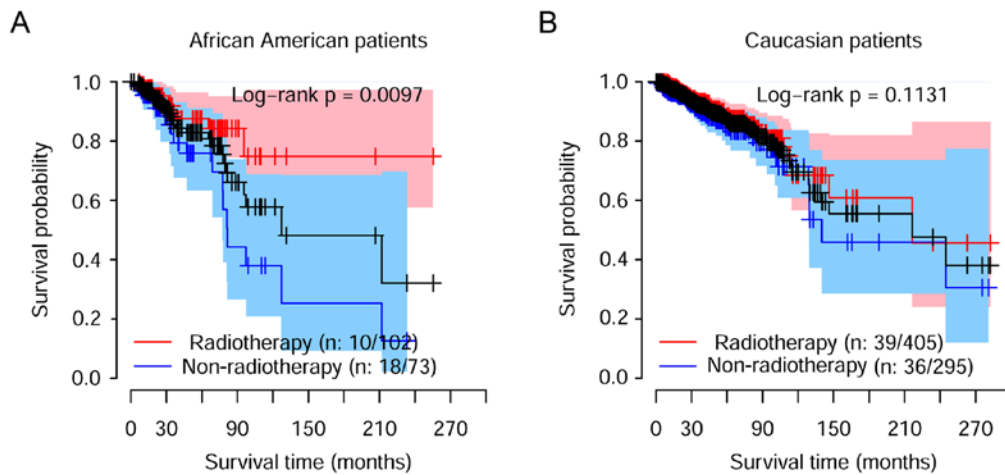 A
African American patients
Log-rank p = 0.0097
Survival probability
1.0
0.8
0.6
0.4
0.2
0.0
Radiotherapy (n: 10/102)
Non-radiotherapy (n: 18/73)
0 30 90 150 210 270
Survival time (months)
B
Caucasian patients
Log-rank p = 0.1131
Survival probability
1.0
0.8
0.6
0.4
0.2
0.0
Radiotherapy (n: 39/405)
Non-radiotherapy (n: 36/295)
0 30 90 150 210 270
Survival time (months)